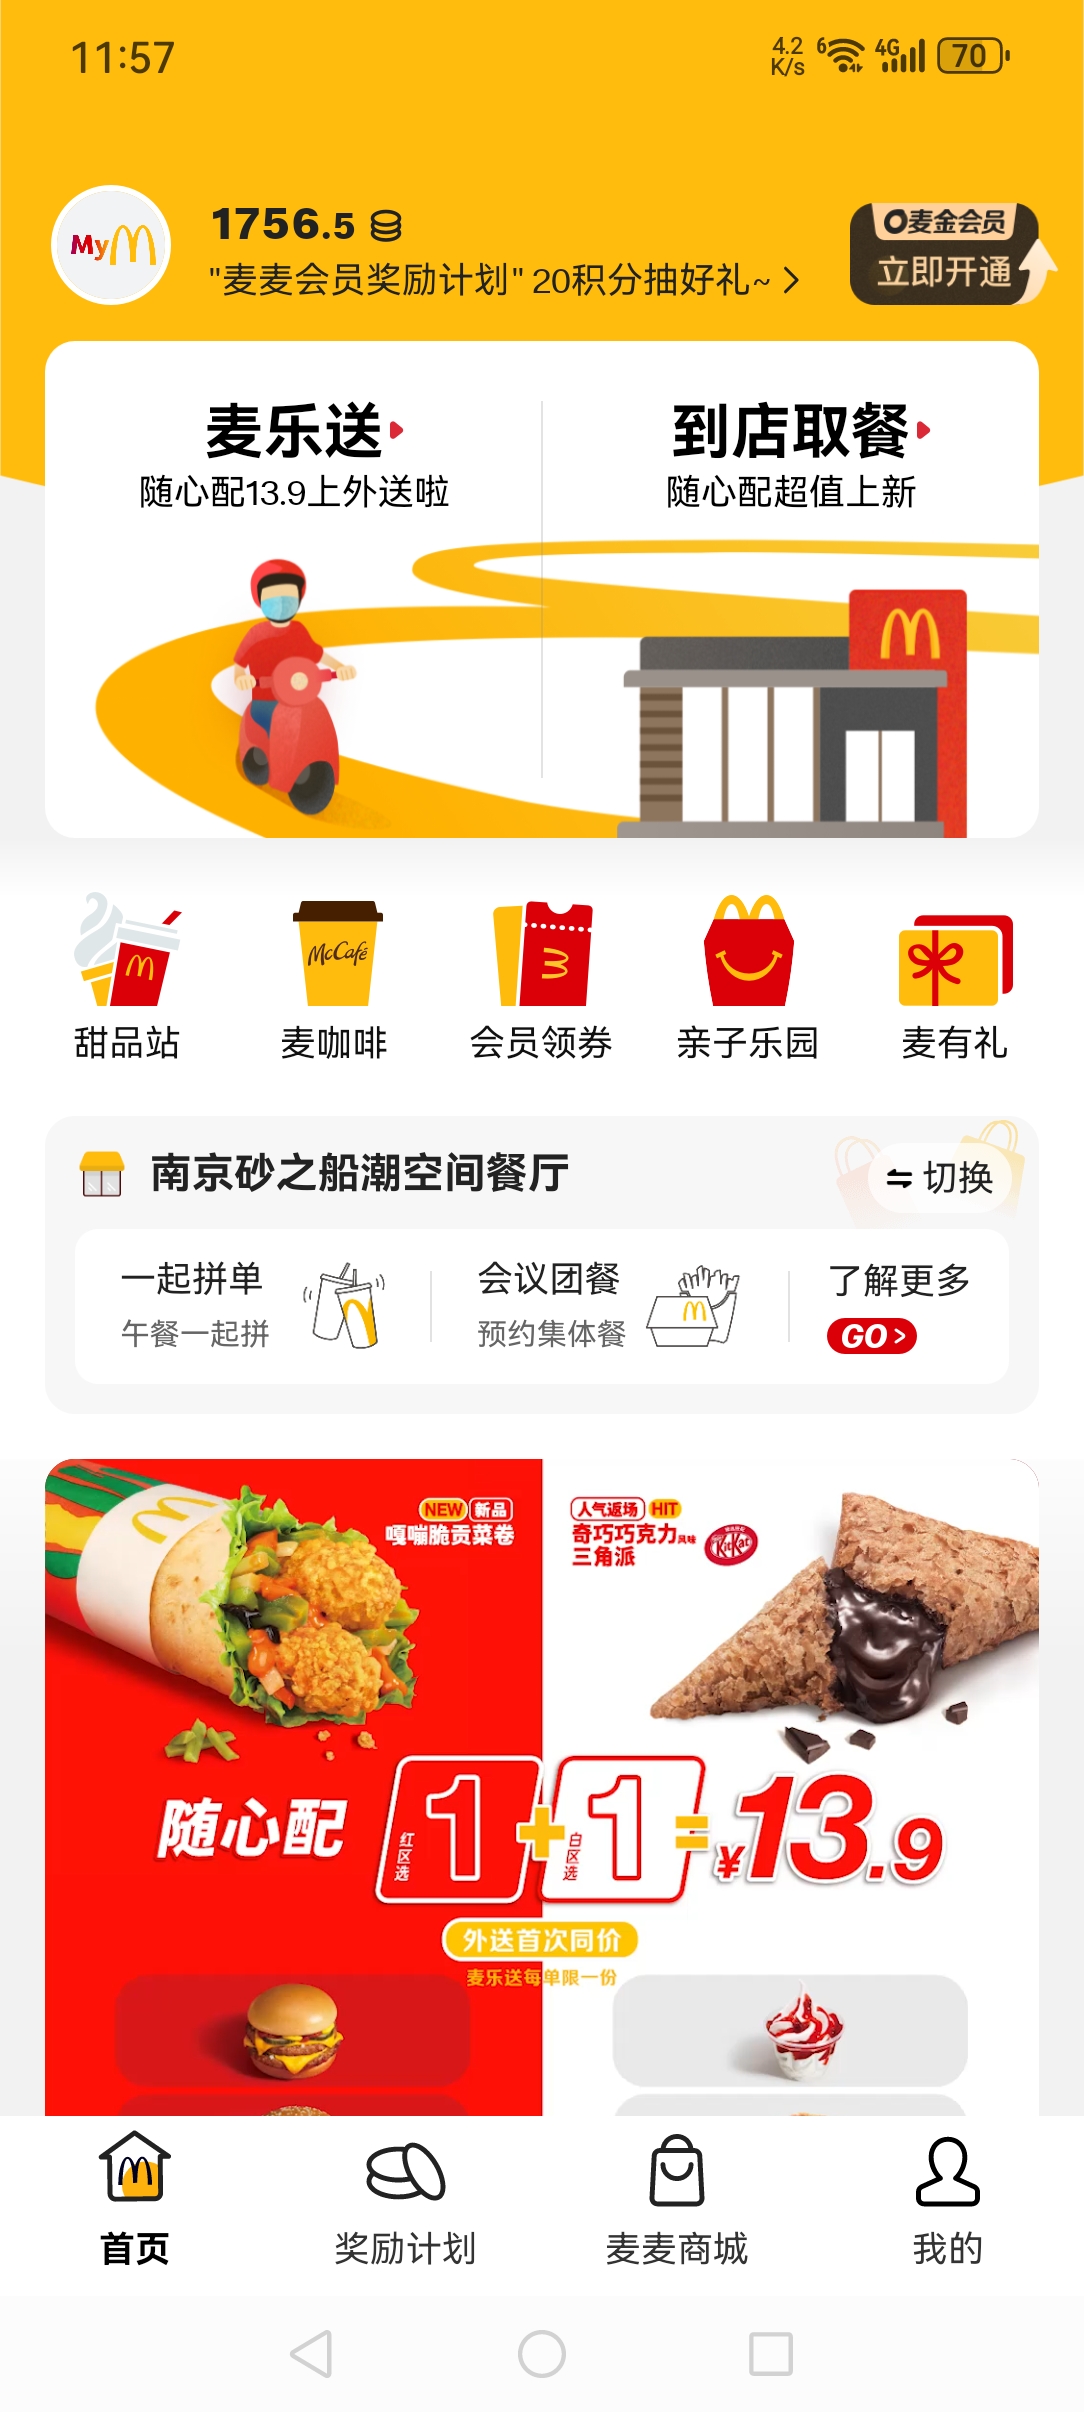 11:57
4.2
K/s
6
4G
70
My
1756.5
"麦麦会员奖励计划" 20积分抽好礼~
麦金会员
立即开通
麦乐送
随心配13.9上外送啦
到店取餐
随心配超值上新
McCafé
甜品站
麦咖啡
会员领券
亲子乐园
麦有礼
南京砂之船潮空间餐厅
切换
一起拼单
午餐一起拼
会议团餐
预约集体餐
了解更多
GO >
NEW 新品
嘎嘣脆贡菜卷
人气返场 HIT
奇巧巧克力风味
三角派
KitKat
随心配 1 + 1 = ¥13.9
红区选
白区选
外送首次同价
麦乐送每单限一份
首页
奖励计划
麦麦商城
我的